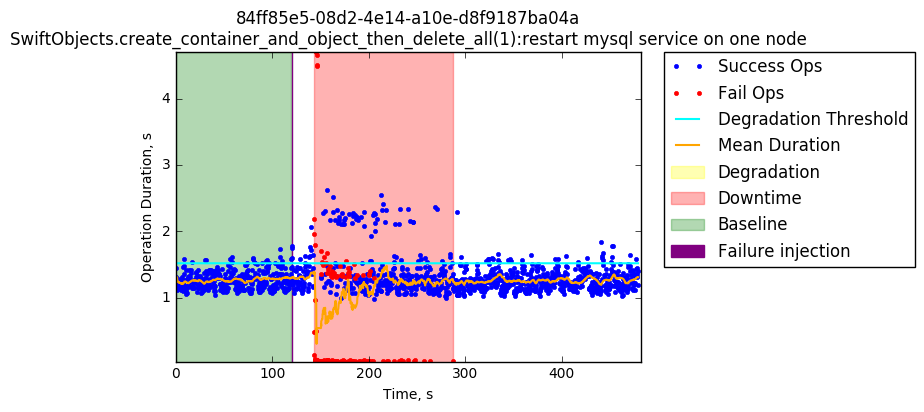 84ff85e5-08d2-4e14-a10e-d8f9187ba04a
SwiftObjects.create_container_and_object_then_delete_all(1):restart mysql service on one node
Operation Duration, s
4
3
2
1
0 100 200 300 400
Time, s
Success Ops
Fail Ops
Degradation Threshold
Mean Duration
Degradation
Downtime
Baseline
Failure injection